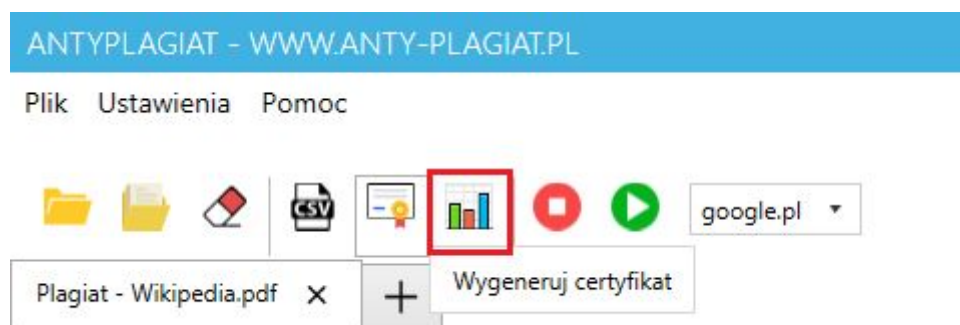 ANTYPLAGIAT - WWW.ANTY-PLAGIAT.PL
Plik Ustawienia Pomoc
CSV
google.pl
Wygeneruj certyfikat
Plagiat - Wikipedia.pdf